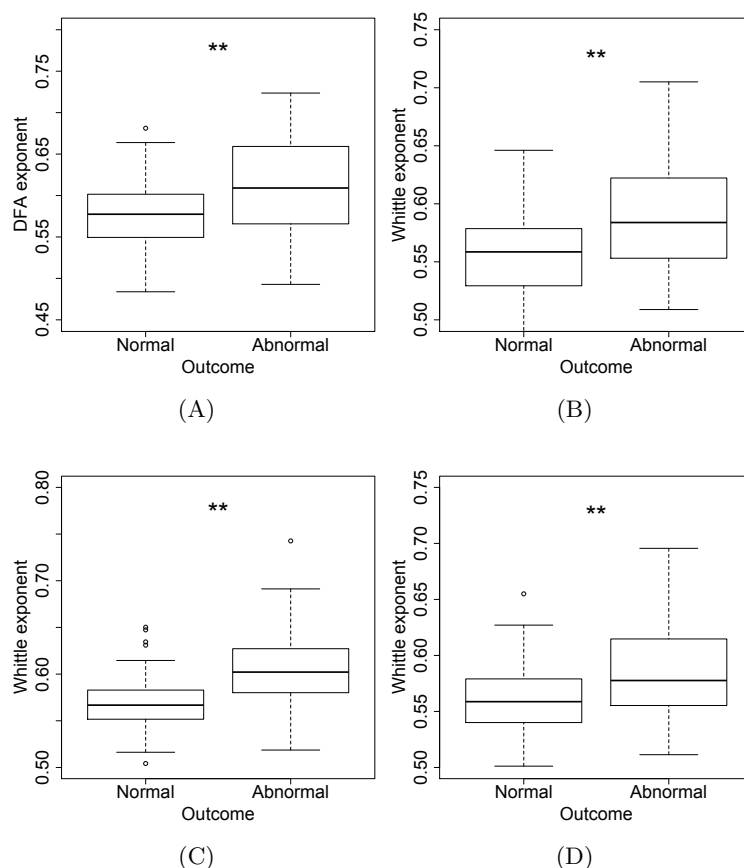 **
DFA exponent
0.75
0.65
0.55
0.45
Normal
Abnormal
Outcome
(A)
**
Whittle exponent
0.75
0.70
0.65
0.60
0.55
0.50
Normal
Abnormal
Outcome
(B)
**
Whittle exponent
0.80
0.70
0.60
0.50
Normal
Abnormal
Outcome
(C)
**
Whittle exponent
0.75
0.70
0.65
0.60
0.55
0.50
Normal
Abnormal
Outcome
(D)